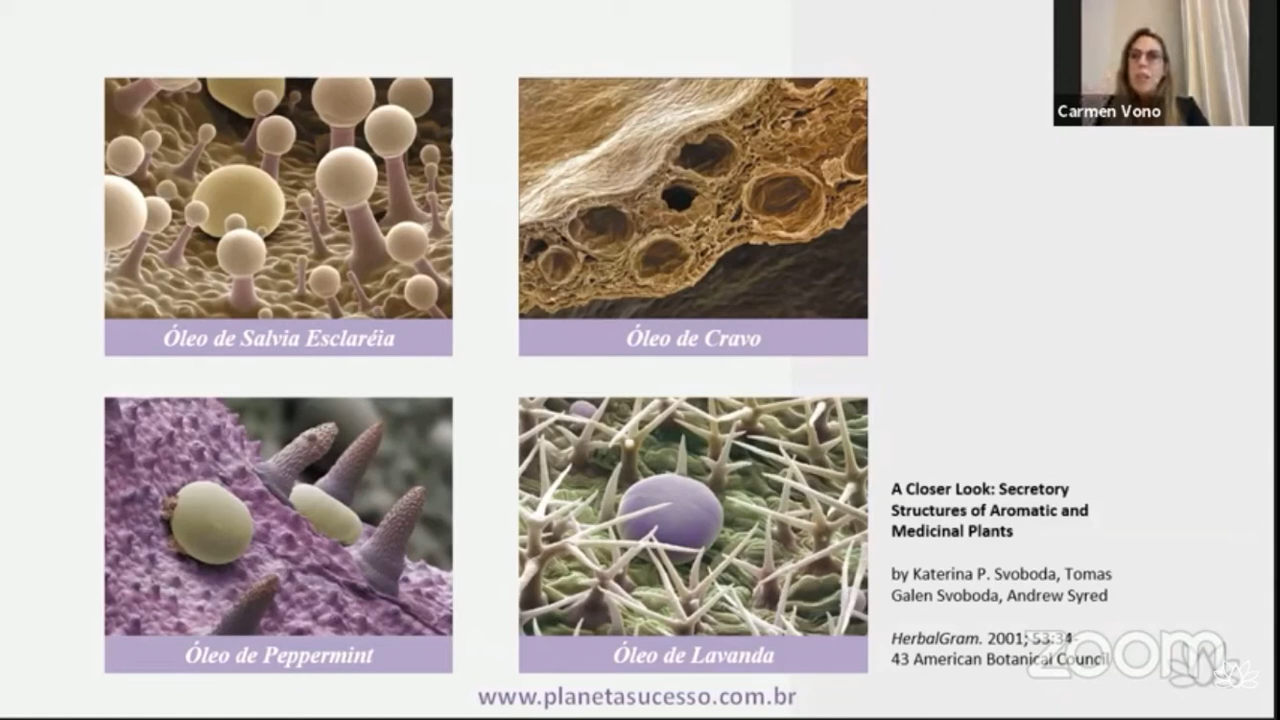 Carmen Vono
Óleo de Salvia Esclaréia
Óleo de Cravo
Óleo de Peppermint
Óleo de Lavanda
A Closer Look: Secretory
Structures of Aromatic and
Medicinal Plants
by Katerina P. Svoboda, Tomas
Galen Svoboda, Andrew Syred
HerbalGram. 2001; 53:34-
43 American Botanical Council
zoom
www.planetasucesso.com.br